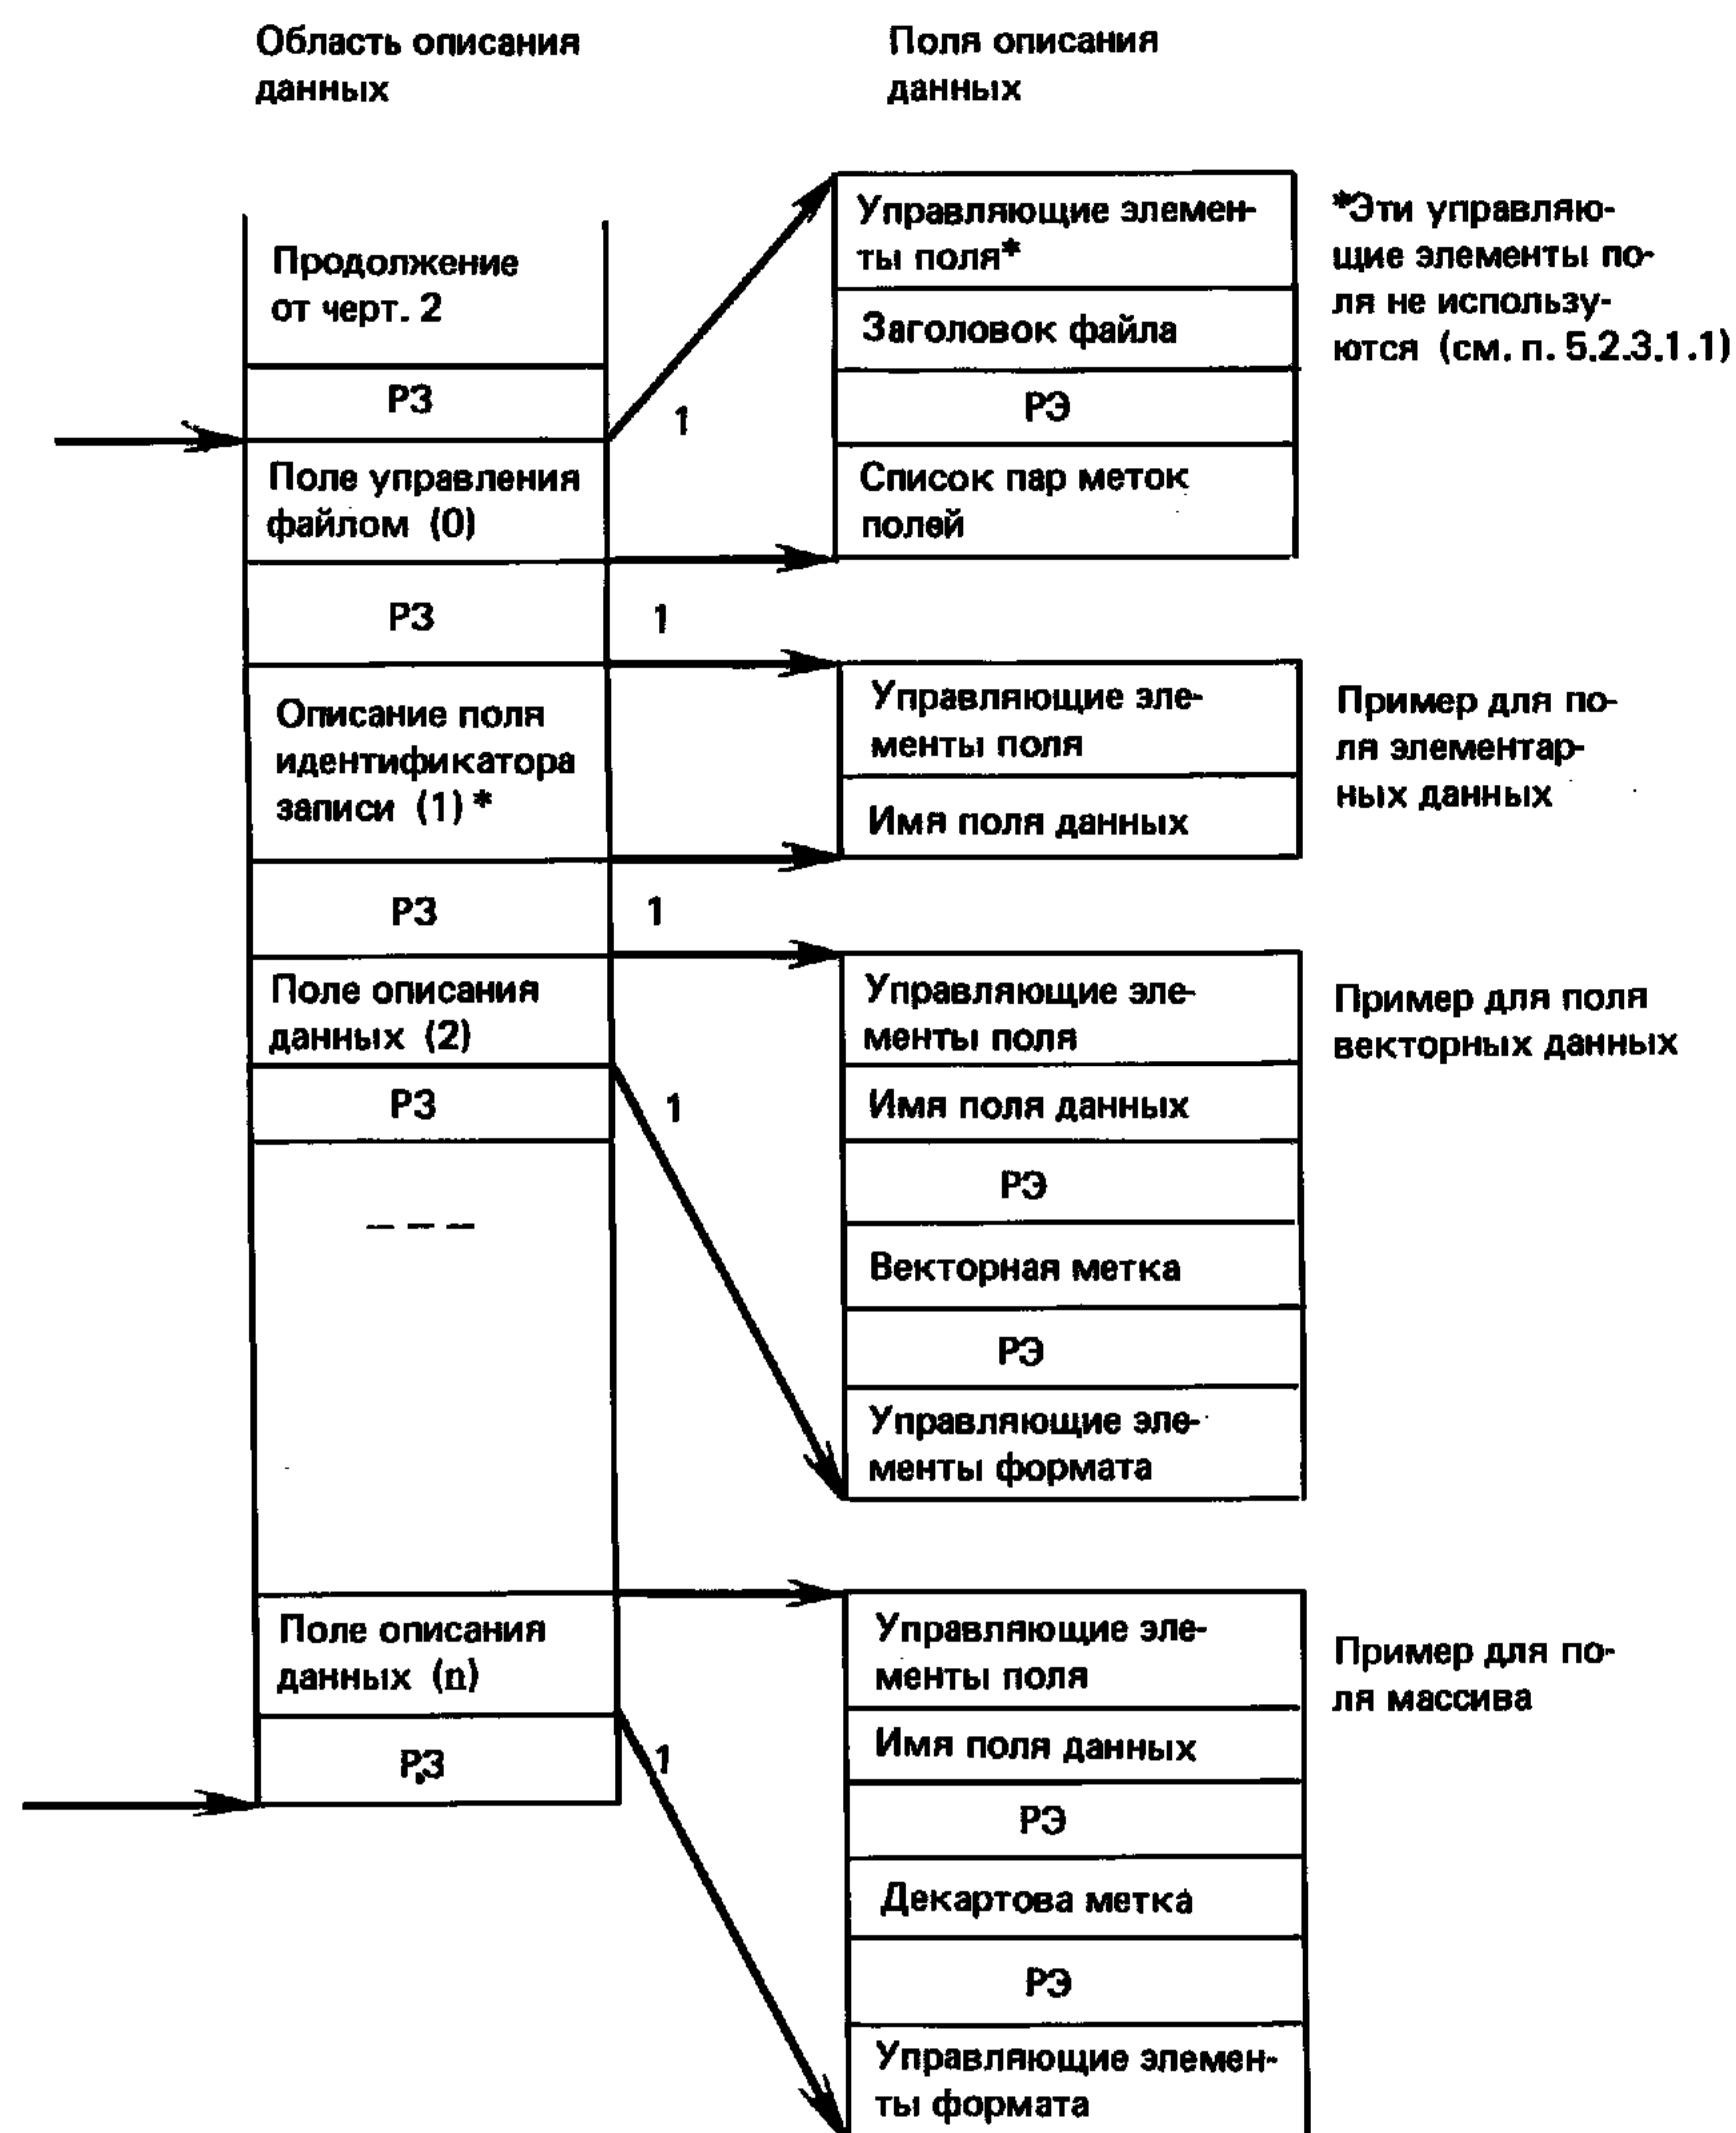 Область описания
данных
Поля описания
данных
Продолжение
от черт. 2
РЗ
Поле управления
файлом (0)
РЗ
Описание поля
идентификатора
записи (1) *
РЗ
Поле описания
данных (2)
РЗ
– – –
Поле описания
данных (n)
РЗ
1
1
1
1
1
Управляющие элемен-
ты поля*
Заголовок файла
РЭ
Список пар меток
полей
*Эти управляю-
щие элементы по-
ля не использу-
ются (см. п. 5.2.3.1.1)
Управляющие эле-
менты поля
Имя поля данных
Пример для по-
ля элементар-
ных данных
Управляющие эле-
менты поля
Имя поля данных
РЭ
Векторная метка
РЭ
Управляющие эле-
менты формата
Пример для поля
векторных данных
Управляющие эле-
менты поля
Имя поля данных
РЭ
Декартова метка
РЭ
Управляющие элемен-
ты формата
Пример для по-
ля массива